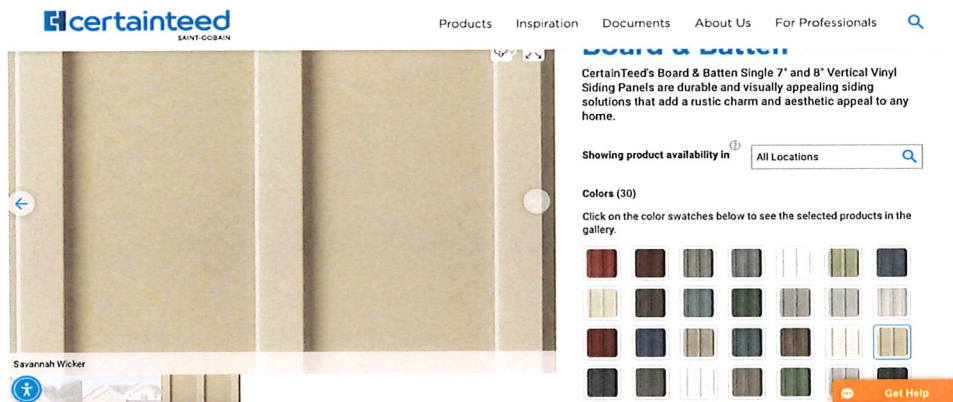 certainteed
SAINT-GOBAIN
Products Inspiration Documents About Us For Professionals
Board & Batten
CertainTeed's Board & Batten Single 7" and 8" Vertical Vinyl
Siding Panels are durable and visually appealing siding
solutions that add a rustic charm and aesthetic appeal to any
home.
Showing product availability in
All Locations
Colors (30)
Click on the color swatches below to see the selected products in the
gallery.
Savannah Wicker
Get Help